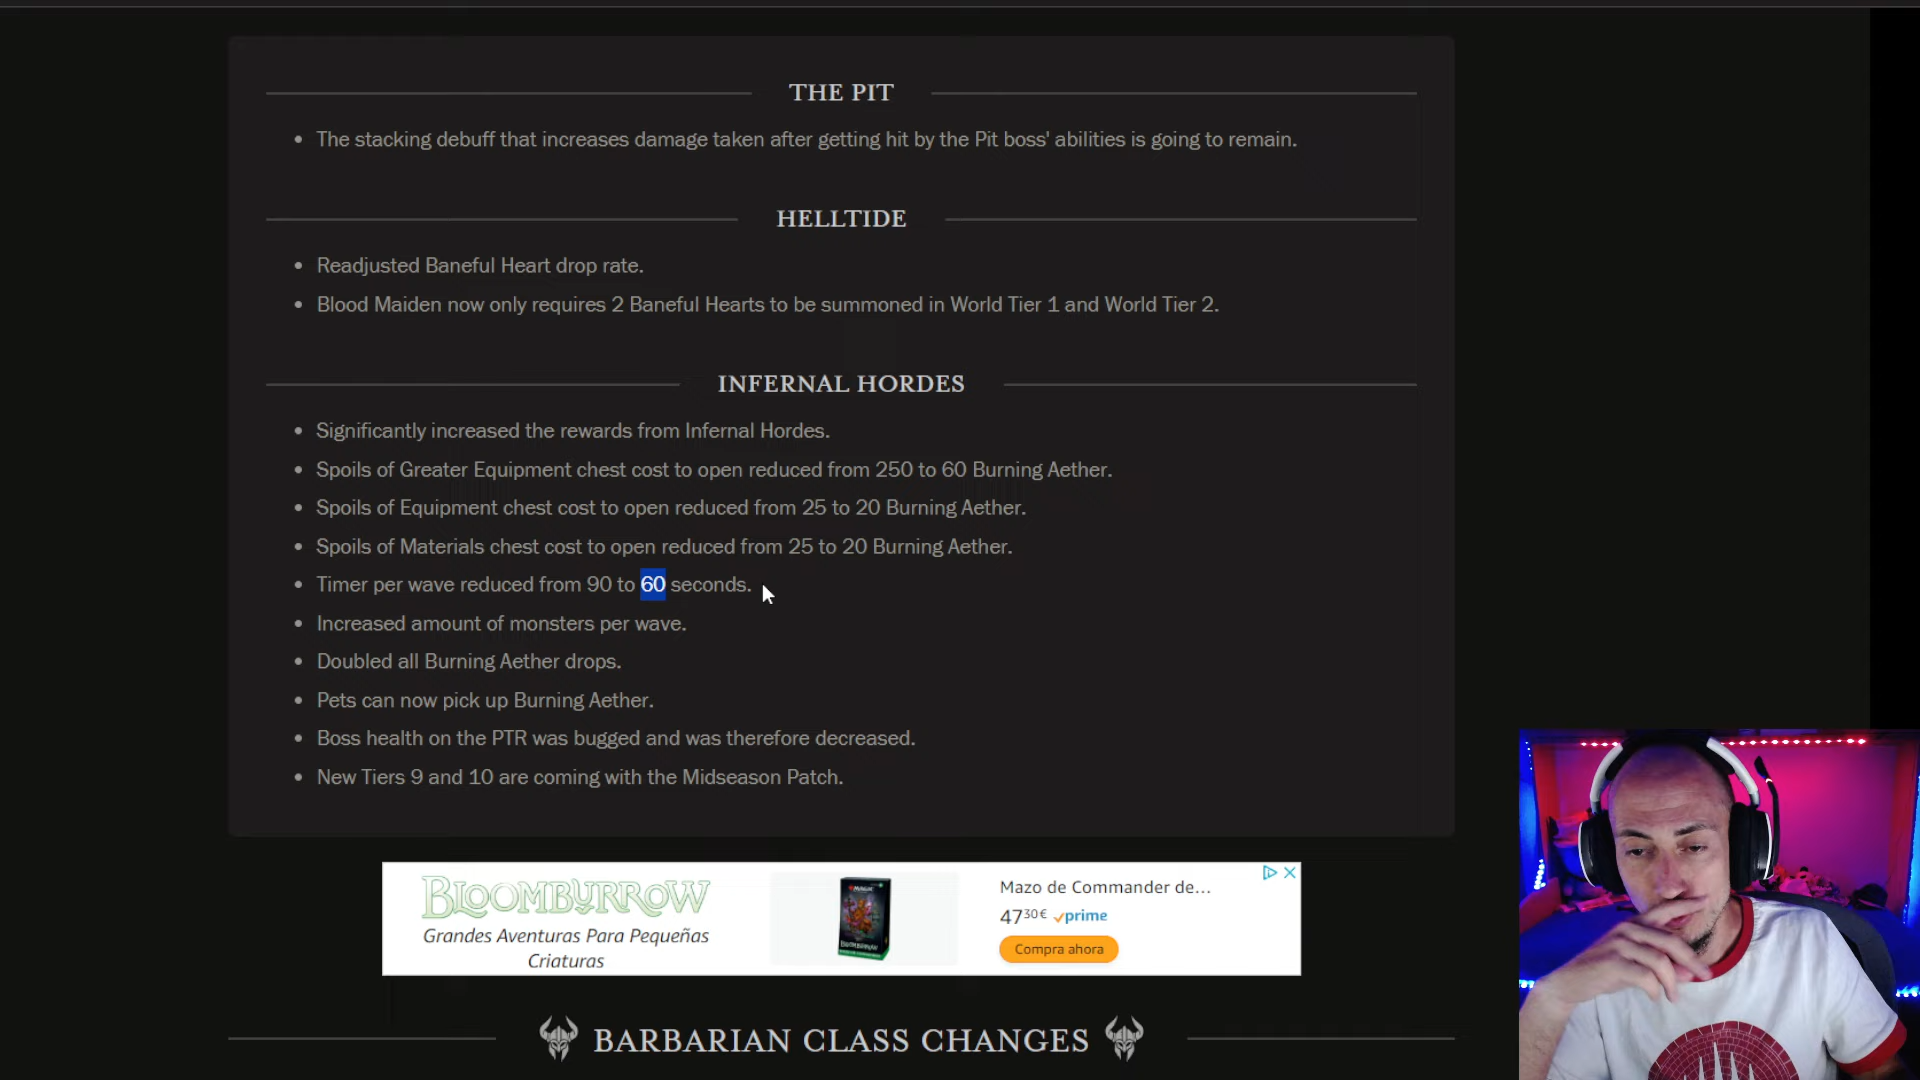 THE PIT
The stacking debuff that increases damage taken after getting hit by the Pit boss' abilities is going to remain.
HELLTIDE
Readjusted Baneful Heart drop rate.
Blood Maiden now only requires 2 Baneful Hearts to be summoned in World Tier 1 and World Tier 2.
INFERNAL HORDES
Significantly increased the rewards from Infernal Hordes.
Spoils of Greater Equipment chest cost to open reduced from 250 to 60 Burning Aether.
Spoils of Equipment chest cost to open reduced from 25 to 20 Burning Aether.
Spoils of Materials chest cost to open reduced from 25 to 20 Burning Aether.
Timer per wave reduced from 90 to 60 seconds.
Increased amount of monsters per wave.
Doubled all Burning Aether drops.
Pets can now pick up Burning Aether.
Boss health on the PTR was bugged and was therefore decreased.
New Tiers 9 and 10 are coming with the Midseason Patch.
BLOOMBURROW
Grandes Aventuras Para Pequeñas
Criaturas
BLOOMBURROW
Mazo de Commander de...
4730€ prime
Compra ahora
BARBARIAN CLASS CHANGES